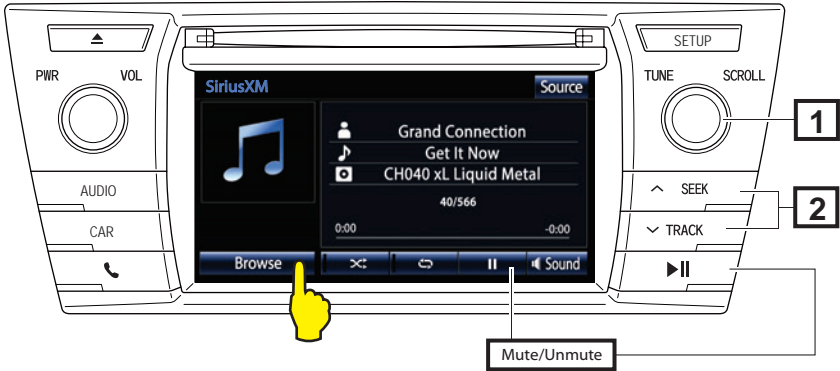 SETUP
PWR VOL
TUNE SCROLL
SiriusXM
Source
Grand Connection
Get It Now
CH040 xL Liquid Metal
40/566
0:00 -0:00
Browse
Sound
AUDIO
CAR
SEEK
TRACK
1
2
Mute/Unmute